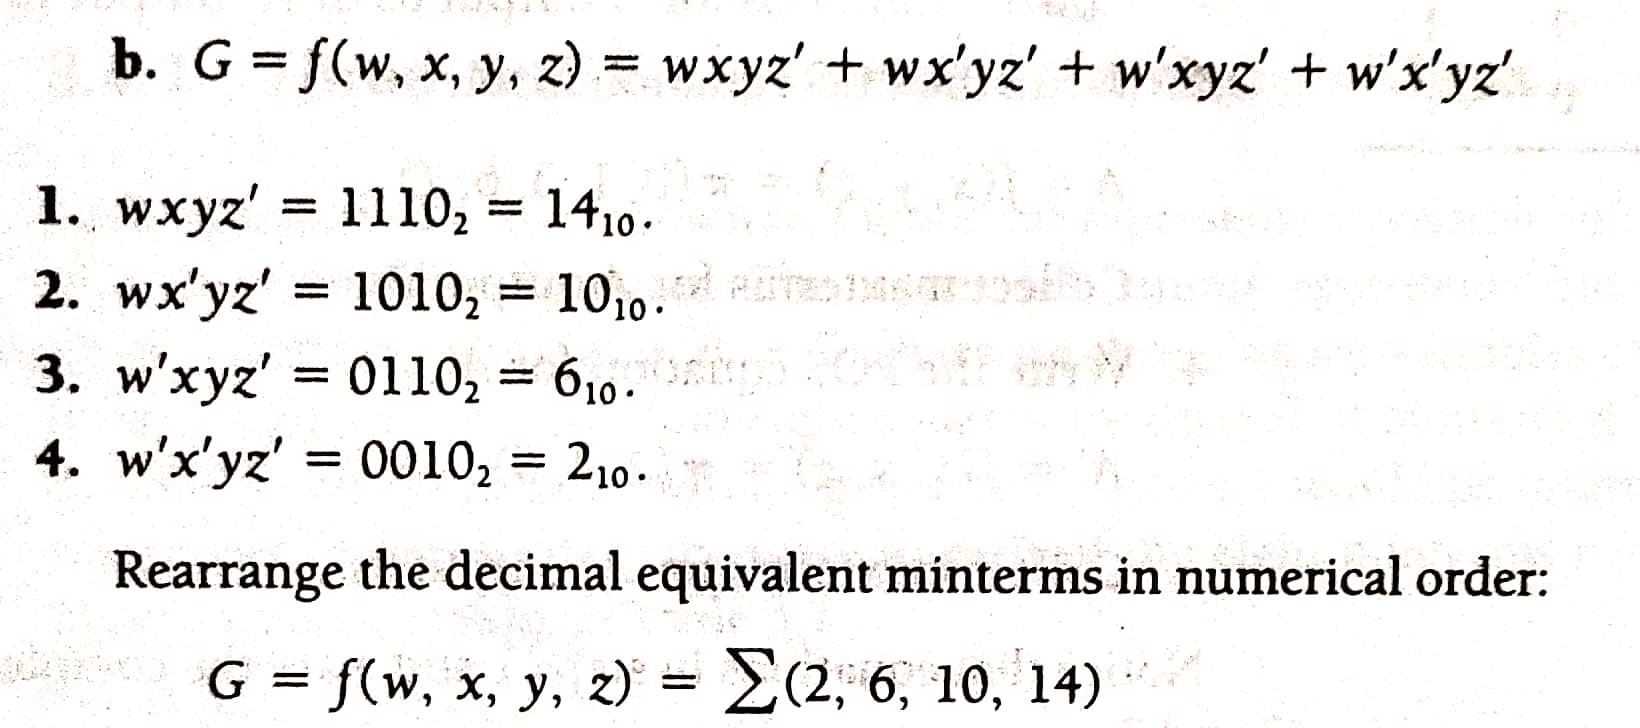 b. G = f(w, x, y, z) = wxyz' + wx'yz' + w'xyz' + w'x'yz'
1. wxyz' = 1110₂ = 14₁₀.
2. wx'yz' = 1010₂ = 10₁₀.
3. w'xyz' = 0110₂ = 6₁₀.
4. w'x'yz' = 0010₂ = 2₁₀.
Rearrange the decimal equivalent minterms in numerical order:
G = f(w, x, y, z) = ∑(2, 6, 10, 14)